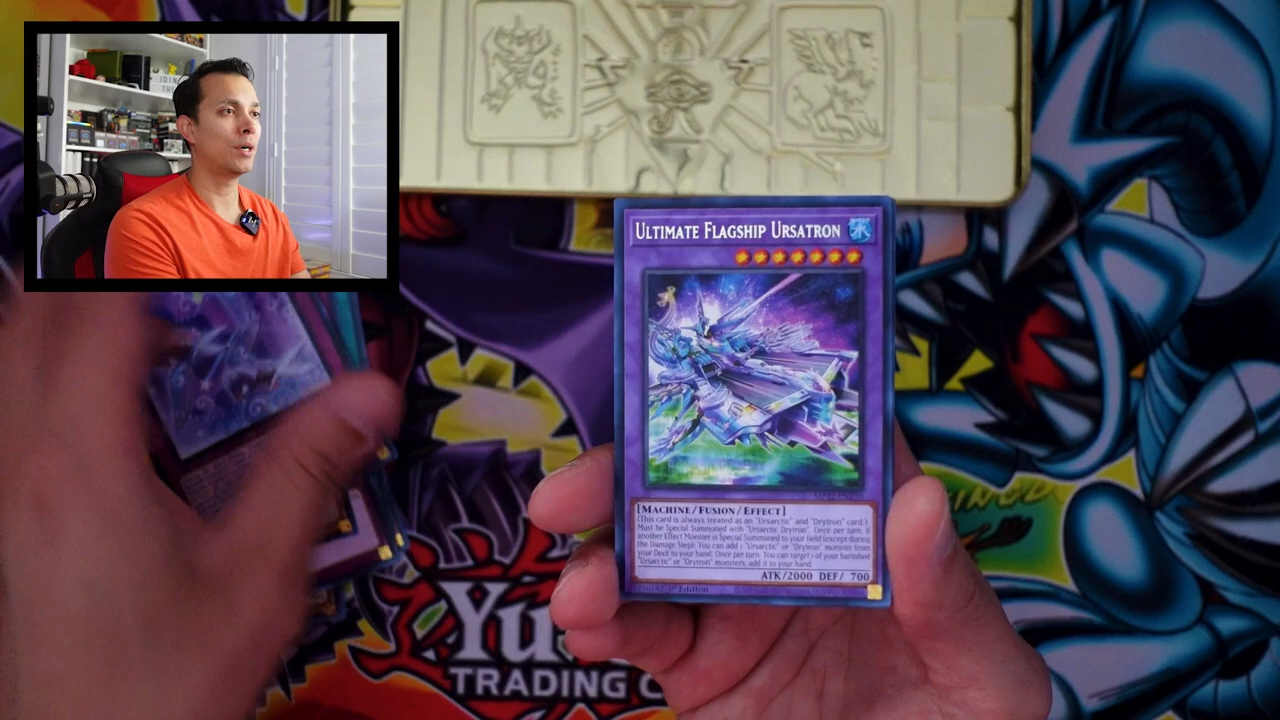 JOIN
THE
ULTIMATE FLAGSHIP URSATRON
[MACHINE/FUSION/EFFECT]
(This card is always treated as an "Ursarctic" and "Drytron" card.)
Must be Special Summoned with "Ursarctic Drytron". Once per turn, if
another Effect Monster is Special Summoned to your field (except during
the Damage Step): You can add 1 "Ursarctic" or "Drytron" monster from
your Deck to your hand. Once per turn: You can target 1 of your banished
"Ursarctic" or "Drytron" monsters; add it to your hand.
ATK/2000 DEF/ 700
1st Edition
Yu
TRADING C